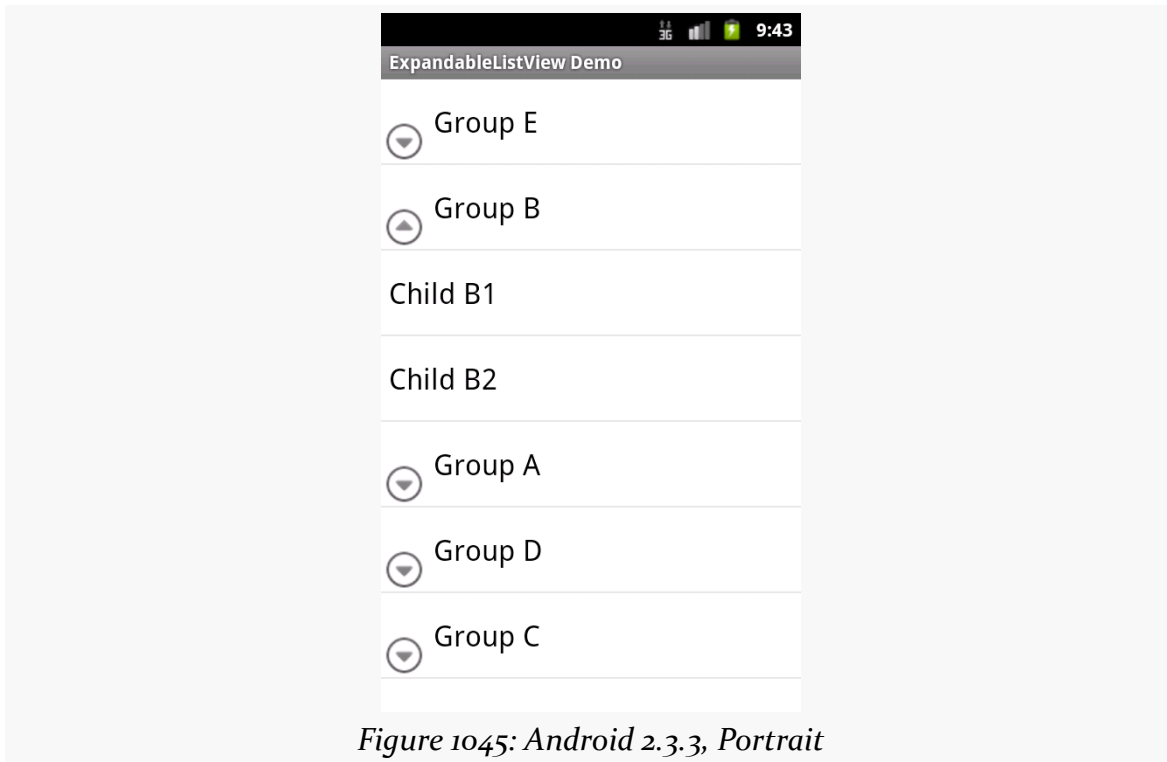 3G 9:43
ExpandableListView Demo
Group E
Group B
Child B1
Child B2
Group A
Group D
Group C
Figure 1045: Android 2.3.3, Portrait